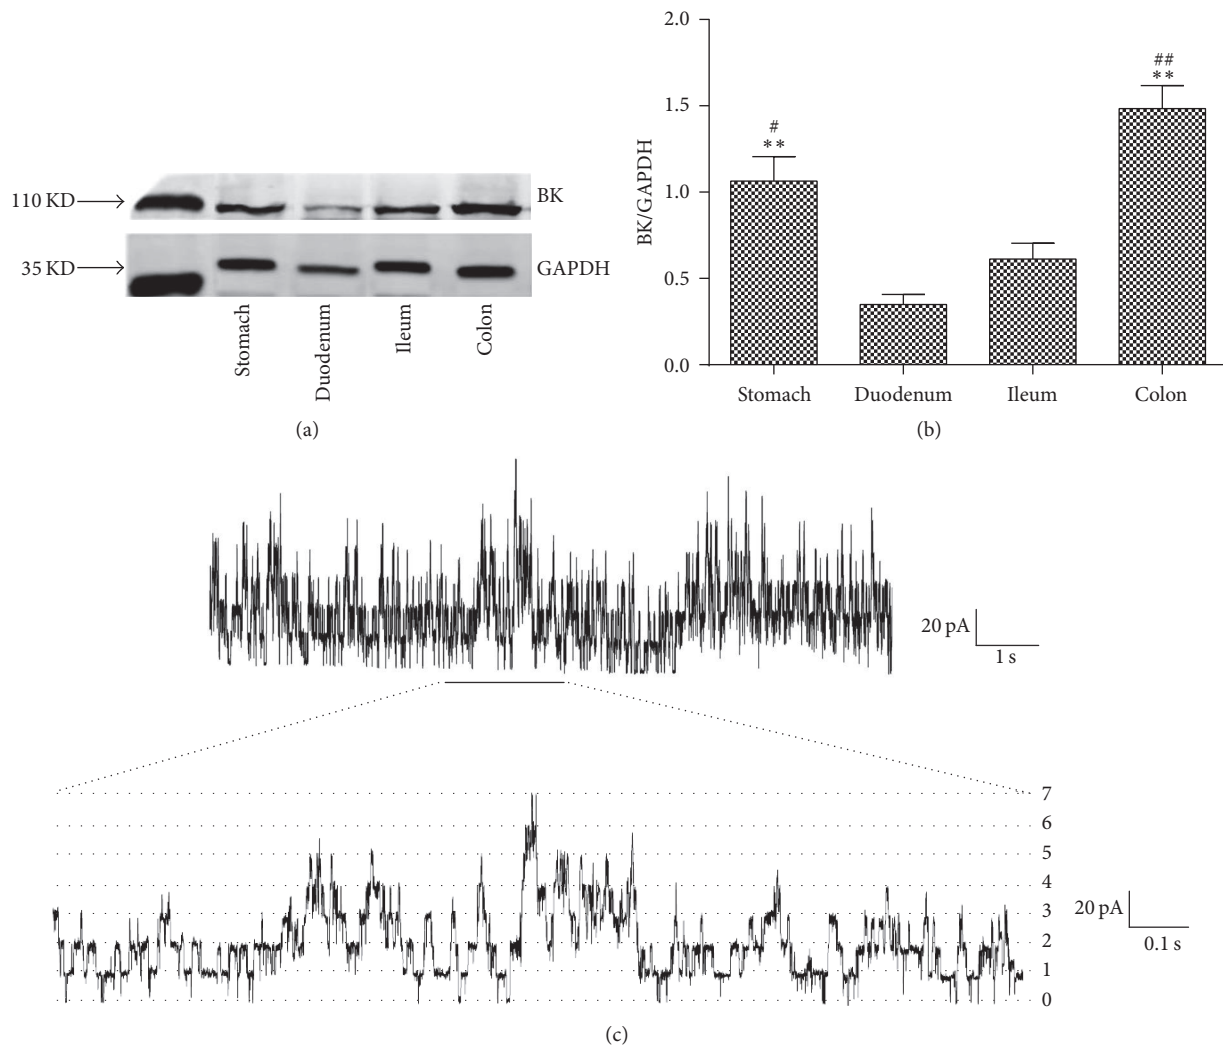 110 KD
BK
35 KD
GAPDH
Stomach
Duodenum
Ileum
Colon
(a)
BK/GAPDH
2.0
1.5
1.0
0.5
0.0
#
**
##
**
Stomach
Duodenum
Ileum
Colon
(b)
20 pA
1 s
7
6
5
4
3
2
1
0
20 pA
0.1 s
(c)